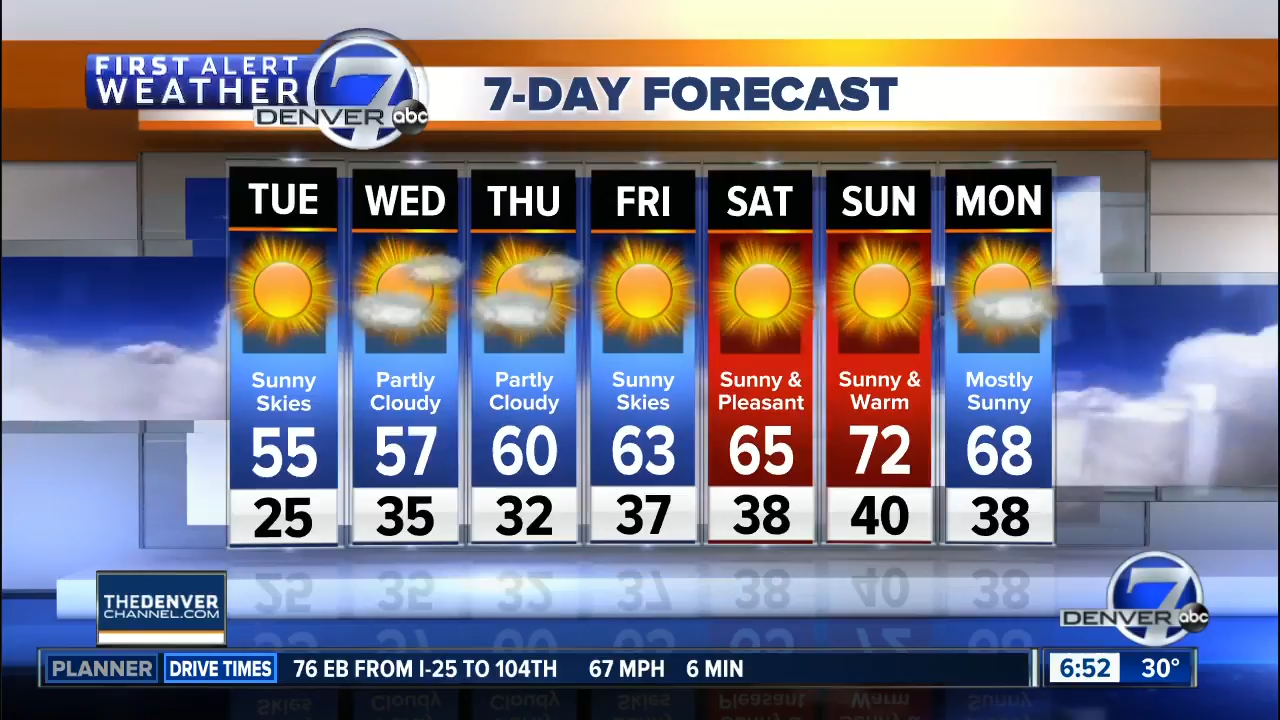 FIRST ALERT
WEATHER
7
DENVER abc
7-DAY FORECAST
TUE WED THU FRI SAT SUN MON
Sunny Skies
Partly Cloudy
Partly Cloudy
Sunny Skies
Sunny & Pleasant
Sunny & Warm
Mostly Sunny
55 57 60 63 65 72 68
25 35 32 37 38 40 38
THEDENVER
CHANNEL.COM
7
DENVER abc
PLANNER DRIVE TIMES 76 EB FROM I-25 TO 104TH 67 MPH 6 MIN 6:52 30°